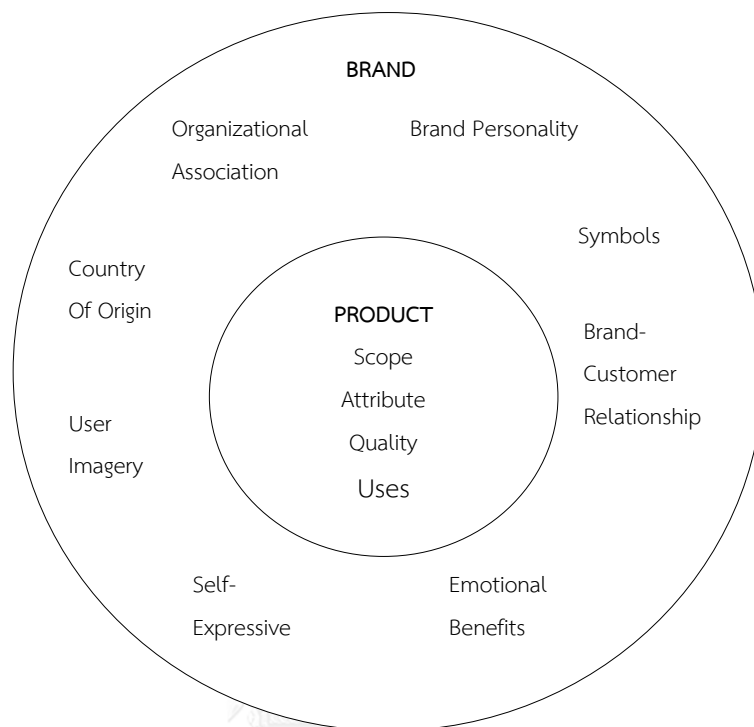 BRAND
Organizational
Association
Brand Personality
Symbols
Country
Of Origin
PRODUCT
Scope
Attribute
Quality
Uses
Brand-
Customer
Relationship
User
Imagery
Self-
Expressive
Emotional
Benefits